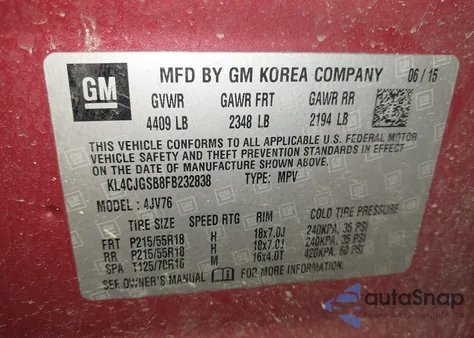 GM
MFD BY GM KOREA COMPANY 06/15
GVWR GAWR FRT GAWR RR
4409 LB 2348 LB 2194 LB
THIS VEHICLE CONFORMS TO ALL APPLICABLE U.S. FEDERAL MOTOR
VEHICLE SAFETY AND THEFT PREVENTION STANDARDS IN EFFECT
ON THE DATE OF MANUFACTURE SHOWN ABOVE.
KL4CJGSB8FB232838 TYPE: MPV
MODEL: 4JV76
TIRE SIZE SPEED RTG RIM COLD TIRE PRESSURE
FRT P215/55R18 H 18x7.0J 240KPA, 35 PSI
RR P215/55R18 H 18x7.0J 240KPA, 35 PSI
SPA T125/70R16 M 16x4.0T 420KPA, 60 PSI
SEE OWNER'S MANUAL FOR MORE INFORMATION
autoSnap